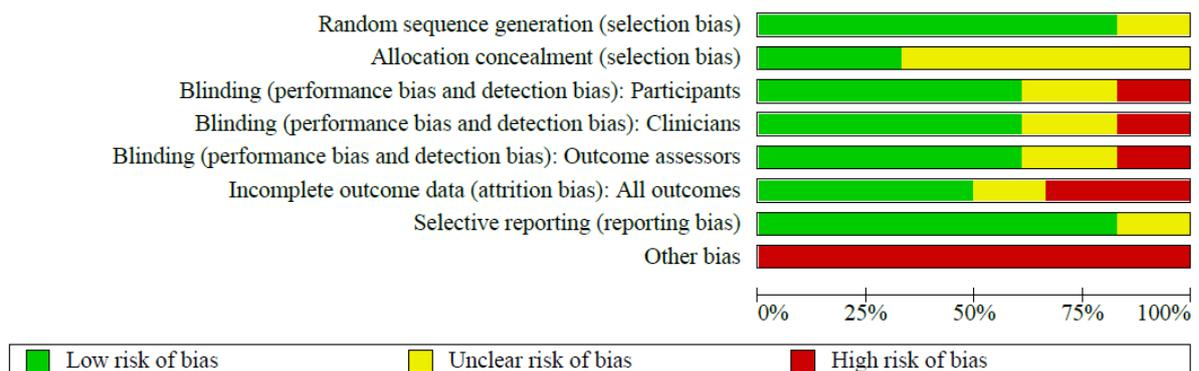 Random sequence generation (selection bias)
Allocation concealment (selection bias)
Blinding (performance bias and detection bias): Participants
Blinding (performance bias and detection bias): Clinicians
Blinding (performance bias and detection bias): Outcome assessors
Incomplete outcome data (attrition bias): All outcomes
Selective reporting (reporting bias)
Other bias
0% 25% 50% 75% 100%
Low risk of bias Unclear risk of bias High risk of bias